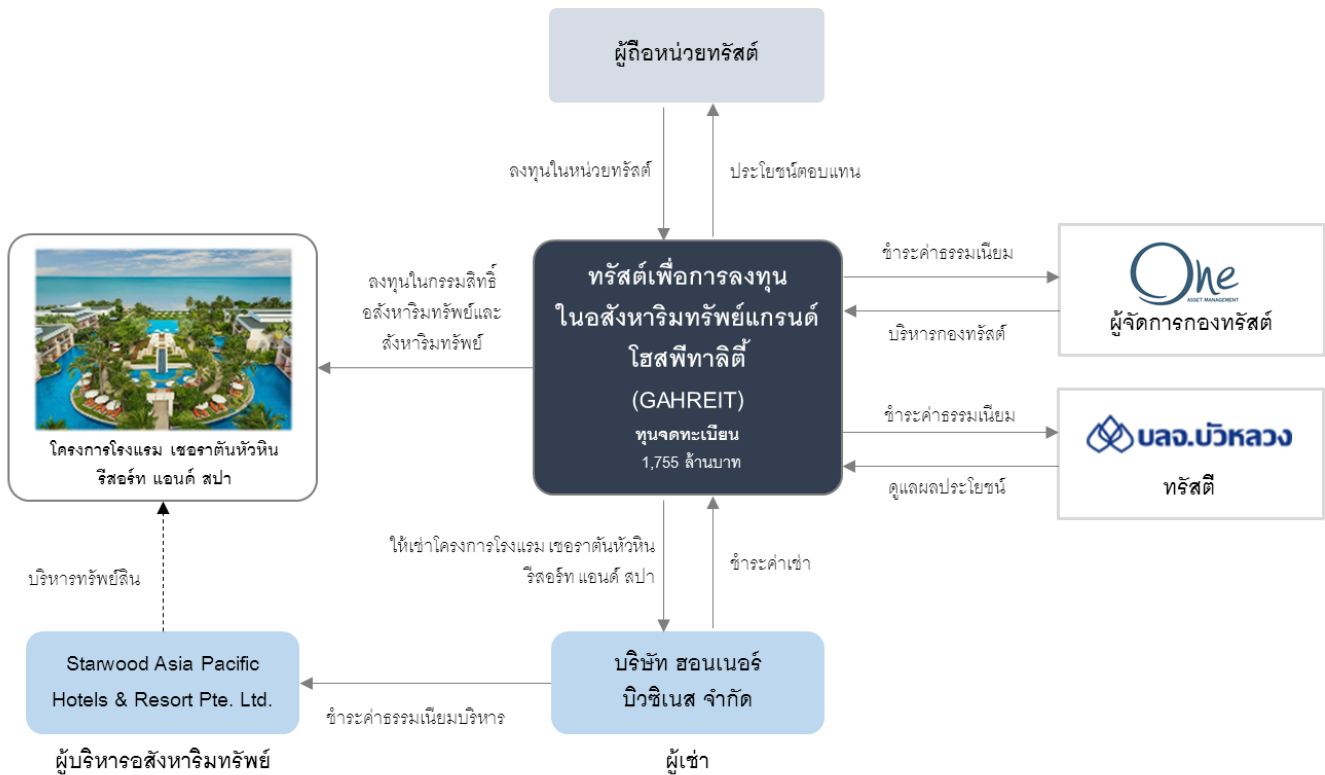 ผู้ถือหน่วยทรัสต์
ลงทุนในหน่วยทรัสต์
ประโยชน์ตอบแทน
ลงทุนในกรรมสิทธิ์
อสังหาริมทรัพย์และ
สังหาริมทรัพย์
โครงการโรงแรม เชอราตันหัวหิน
รีสอร์ท แอนด์ สปา
ทรัสต์เพื่อการลงทุน
ในอสังหาริมทรัพย์แกรนด์
โฮสพีทาลิตี้
(GAHREIT)
ทุนจดทะเบียน
1,755 ล้านบาท
ชำระค่าธรรมเนียม
บริหารกองทรัสต์
One
ASSET MANAGEMENT
ผู้จัดการกองทรัสต์
ชำระค่าธรรมเนียม
ดูแลผลประโยชน์
บลจ.บัวหลวง
ทรัสตี
ให้เช่าโครงการโรงแรม เชอราตันหัวหิน
รีสอร์ท แอนด์ สปา
ชำระค่าเช่า
บริหารทรัพย์สิน
Starwood Asia Pacific
Hotels & Resort Pte. Ltd.
ผู้บริหารอสังหาริมทรัพย์
ชำระค่าธรรมเนียมบริหาร
บริษัท ฮอนเนอร์
บิวซิเนส จำกัด
ผู้เช่า